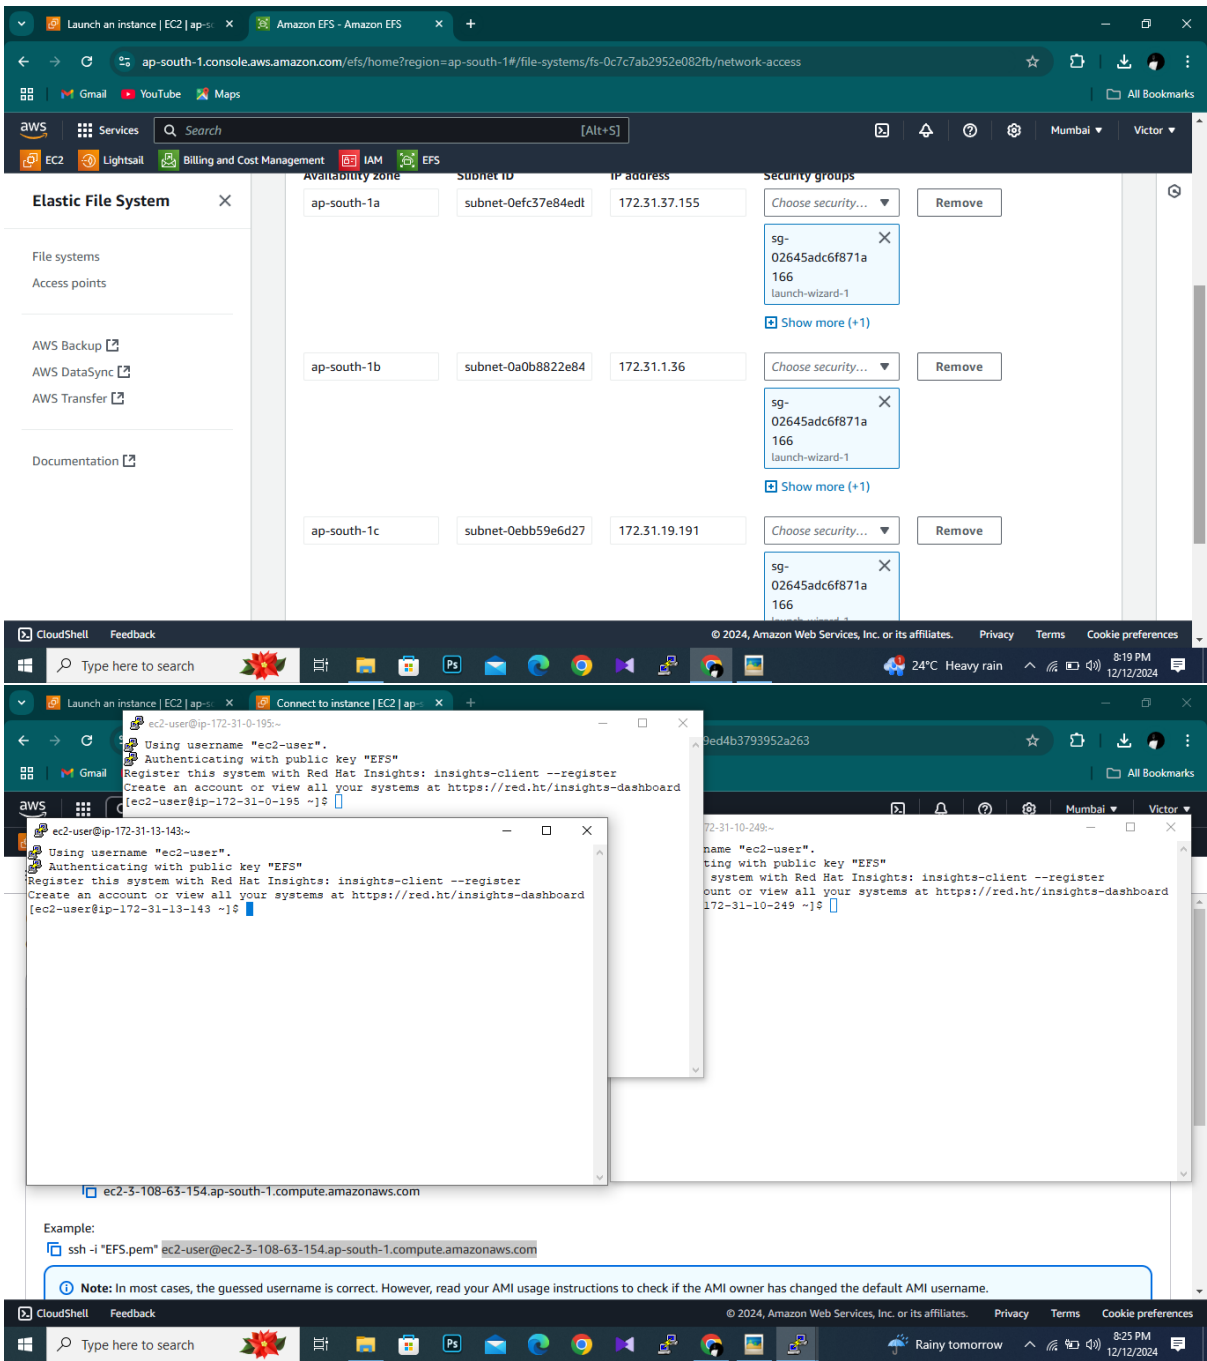 Launch an instance | EC2 | ap-so
Amazon EFS - Amazon EFS
ap-south-1.console.aws.amazon.com/efs/home?region=ap-south-1#/file-systems/fs-0c7c7ab2952e082fb/network-access
Gmail
YouTube
Maps
All Bookmarks
aws
Services
Search
[Alt+S]
Mumbai
Victor
EC2
Lightsail
Billing and Cost Management
IAM
EFS
Elastic File System
File systems
Access points
AWS Backup
AWS DataSync
AWS Transfer
Documentation
Availability zone
Subnet ID
IP address
Security groups
ap-south-1a
subnet-0efc37e84edb
172.31.37.155
Choose security...
Remove
sg-
02645adc6f871a
166
launch-wizard-1
Show more (+1)
ap-south-1b
subnet-0a0b8822e84
172.31.1.36
Choose security...
Remove
sg-
02645adc6f871a
166
launch-wizard-1
Show more (+1)
ap-south-1c
subnet-0ebb59e6d27
172.31.19.191
Choose security...
Remove
sg-
02645adc6f871a
166
launch-wizard-1
CloudShell
Feedback
© 2024, Amazon Web Services, Inc. or its affiliates.
Privacy
Terms
Cookie preferences
Type here to search
24°C Heavy rain
8:19 PM
12/12/2024
Launch an instance | EC2 | ap-so
Connect to instance | EC2 | ap-s
9ed4b3793952a263
Gmail
All Bookmarks
aws
Mumbai
Victor
ec2-user@ip-172-31-0-195:~
Using username "ec2-user".
Authenticating with public key "EFS"
Register this system with Red Hat Insights: insights-client --register
Create an account or view all your systems at https://red.ht/insights-dashboard
[ec2-user@ip-172-31-0-195 ~]$
ec2-user@ip-172-31-13-143:~
Using username "ec2-user".
Authenticating with public key "EFS"
Register this system with Red Hat Insights: insights-client --register
Create an account or view all your systems at https://red.ht/insights-dashboard
[ec2-user@ip-172-31-13-143 ~]$
72-31-10-249:~
name "ec2-user".
ting with public key "EFS"
system with Red Hat Insights: insights-client --register
ount or view all your systems at https://red.ht/insights-dashboard
172-31-10-249 ~]$
ec2-3-108-63-154.ap-south-1.compute.amazonaws.com
Example:
ssh -i "EFS.pem" ec2-user@ec2-3-108-63-154.ap-south-1.compute.amazonaws.com
Note: In most cases, the guessed username is correct. However, read your AMI usage instructions to check if the AMI owner has changed the default AMI username.
CloudShell
Feedback
© 2024, Amazon Web Services, Inc. or its affiliates.
Privacy
Terms
Cookie preferences
Type here to search
Rainy tomorrow
8:25 PM
12/12/2024